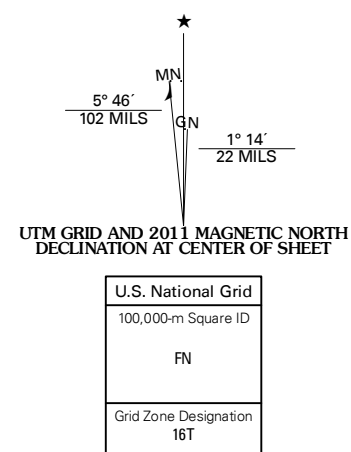 ★
MN
5° 46´
102 MILS
GN
1° 14´
22 MILS
UTM GRID AND 2011 MAGNETIC NORTH
DECLINATION AT CENTER OF SHEET
U.S. National Grid
100,000-m Square ID
FN
Grid Zone Designation
16T